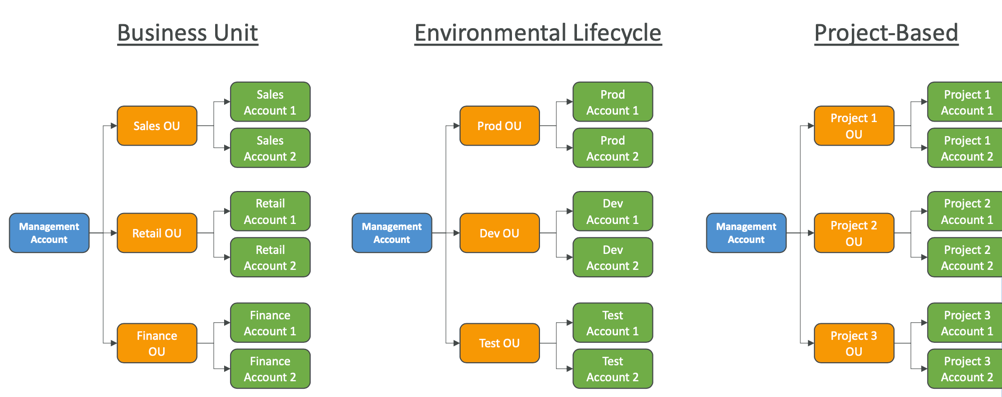 Business Unit
Environmental Lifecycle
Project-Based
Management
Account
Sales OU
Sales
Account 1
Sales
Account 2
Retail OU
Retail
Account 1
Retail
Account 2
Finance
OU
Finance
Account 1
Finance
Account 2
Management
Account
Prod OU
Prod
Account 1
Prod
Account 2
Dev OU
Dev
Account 1
Dev
Account 2
Test OU
Test
Account 1
Test
Account 2
Management
Account
Project 1
OU
Project 1
Account 1
Project 1
Account 2
Project 2
OU
Project 2
Account 1
Project 2
Account 2
Project 3
OU
Project 3
Account 1
Project 3
Account 2